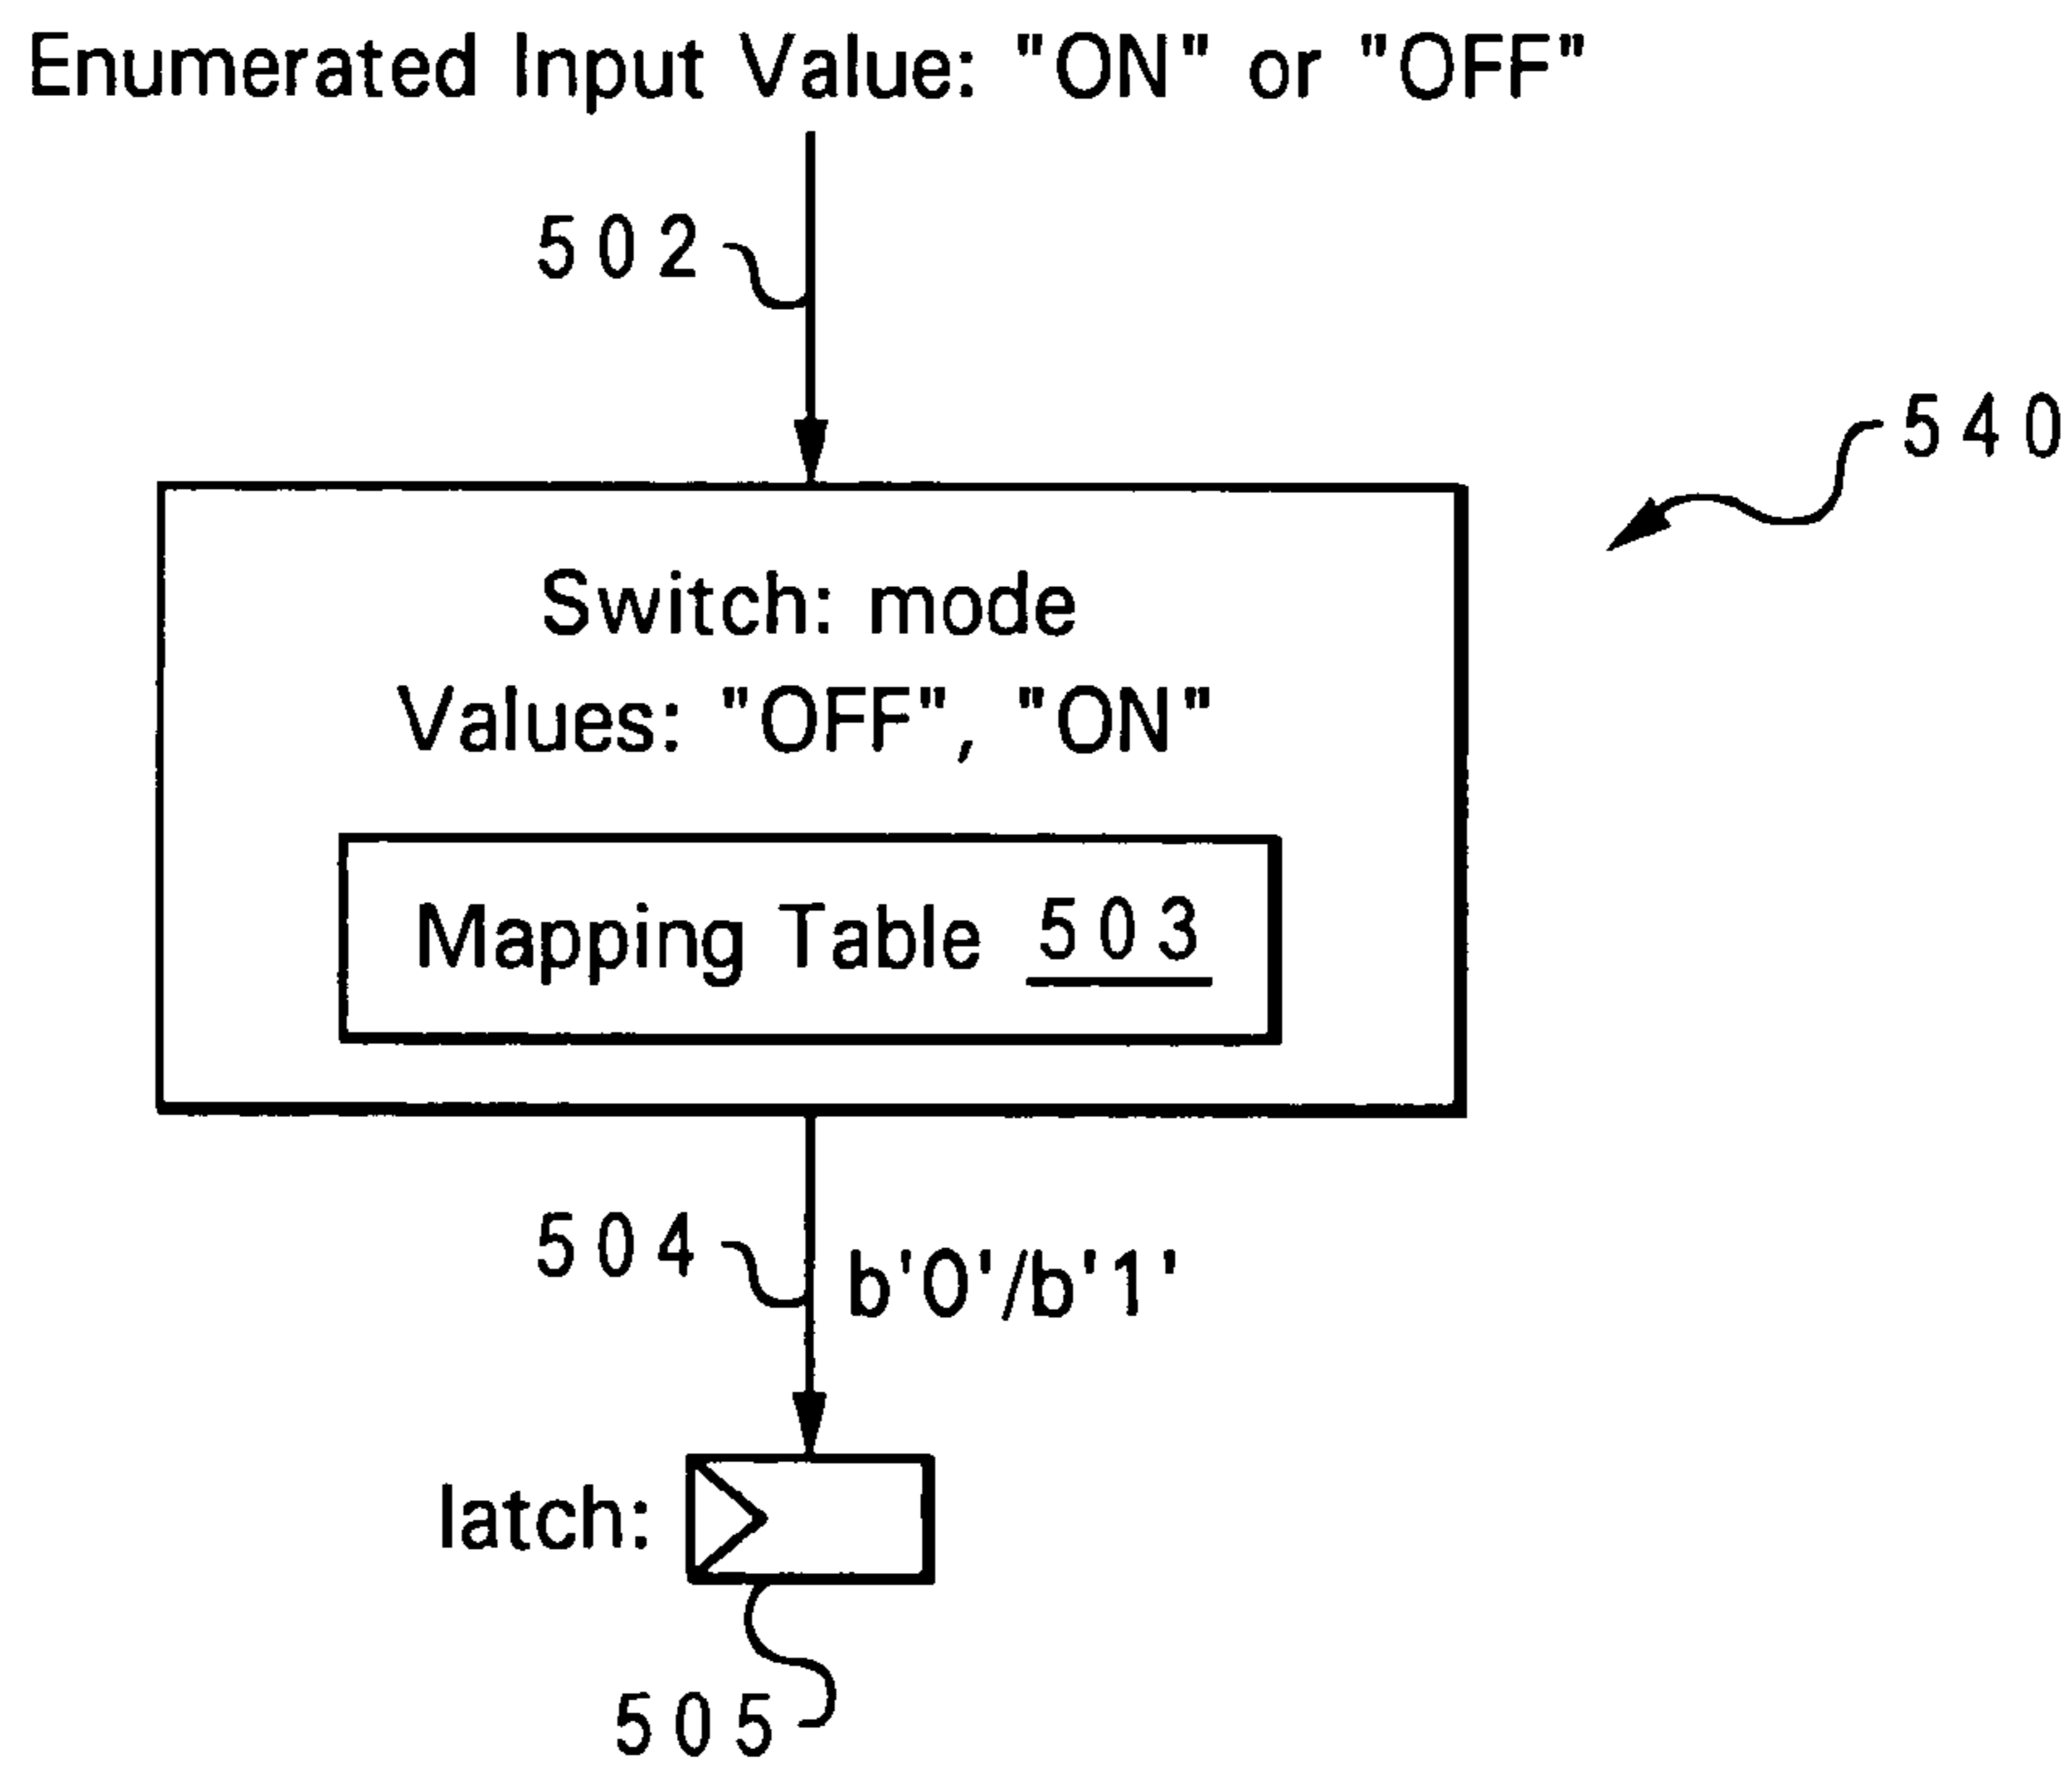 Enumerated Input Value: "ON" or "OFF"
502
540
Switch: mode
Values: "OFF", "ON"
Mapping Table 503
504
b'0'/b'1'
latch:
505